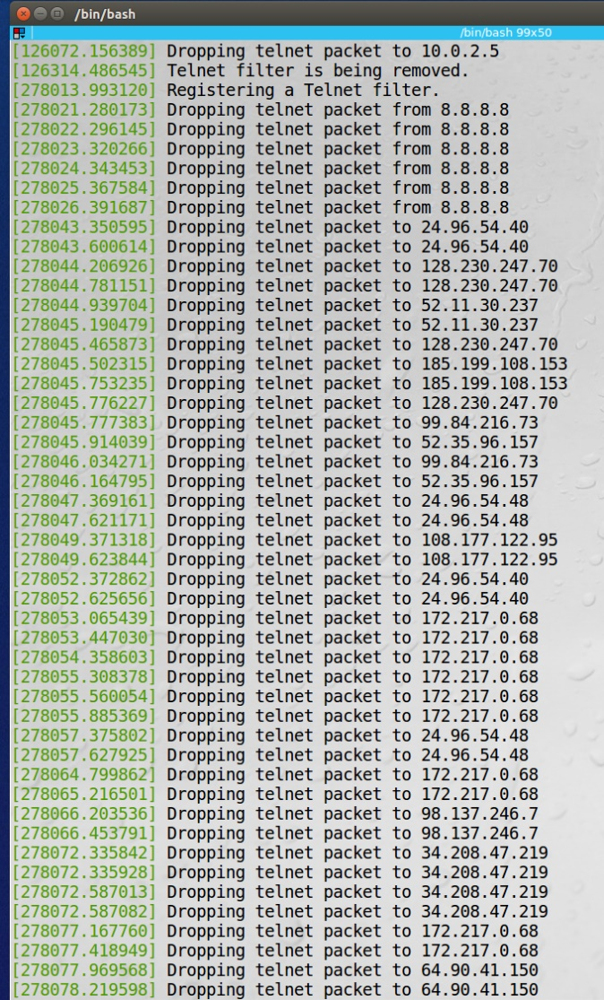 /bin/bash
/bin/bash 99x50
[126072.156389] Dropping telnet packet to 10.0.2.5
[126314.486545] Telnet filter is being removed.
[278013.993120] Registering a Telnet filter.
[278021.280173] Dropping telnet packet from 8.8.8.8
[278022.296145] Dropping telnet packet from 8.8.8.8
[278023.320266] Dropping telnet packet from 8.8.8.8
[278024.343453] Dropping telnet packet from 8.8.8.8
[278025.367584] Dropping telnet packet from 8.8.8.8
[278026.391687] Dropping telnet packet from 8.8.8.8
[278043.350595] Dropping telnet packet to 24.96.54.40
[278043.600614] Dropping telnet packet to 24.96.54.40
[278044.206926] Dropping telnet packet to 128.230.247.70
[278044.781151] Dropping telnet packet to 128.230.247.70
[278044.939704] Dropping telnet packet to 52.11.30.237
[278045.190479] Dropping telnet packet to 52.11.30.237
[278045.465873] Dropping telnet packet to 128.230.247.70
[278045.502315] Dropping telnet packet to 185.199.108.153
[278045.753235] Dropping telnet packet to 185.199.108.153
[278045.776227] Dropping telnet packet to 128.230.247.70
[278045.777383] Dropping telnet packet to 99.84.216.73
[278045.914039] Dropping telnet packet to 52.35.96.157
[278046.034271] Dropping telnet packet to 99.84.216.73
[278046.164795] Dropping telnet packet to 52.35.96.157
[278047.369161] Dropping telnet packet to 24.96.54.48
[278047.621171] Dropping telnet packet to 24.96.54.48
[278049.371318] Dropping telnet packet to 108.177.122.95
[278049.623844] Dropping telnet packet to 108.177.122.95
[278052.372862] Dropping telnet packet to 24.96.54.40
[278052.625656] Dropping telnet packet to 24.96.54.40
[278053.065439] Dropping telnet packet to 172.217.0.68
[278053.447030] Dropping telnet packet to 172.217.0.68
[278054.358603] Dropping telnet packet to 172.217.0.68
[278055.308378] Dropping telnet packet to 172.217.0.68
[278055.560054] Dropping telnet packet to 172.217.0.68
[278055.885369] Dropping telnet packet to 172.217.0.68
[278057.375802] Dropping telnet packet to 24.96.54.48
[278057.627925] Dropping telnet packet to 24.96.54.48
[278064.799862] Dropping telnet packet to 172.217.0.68
[278065.216501] Dropping telnet packet to 172.217.0.68
[278066.203536] Dropping telnet packet to 98.137.246.7
[278066.453791] Dropping telnet packet to 98.137.246.7
[278072.335842] Dropping telnet packet to 34.208.47.219
[278072.335928] Dropping telnet packet to 34.208.47.219
[278072.587013] Dropping telnet packet to 34.208.47.219
[278072.587082] Dropping telnet packet to 34.208.47.219
[278077.167760] Dropping telnet packet to 172.217.0.68
[278077.418949] Dropping telnet packet to 172.217.0.68
[278077.969568] Dropping telnet packet to 64.90.41.150
[278078.219598] Dropping telnet packet to 64.90.41.150